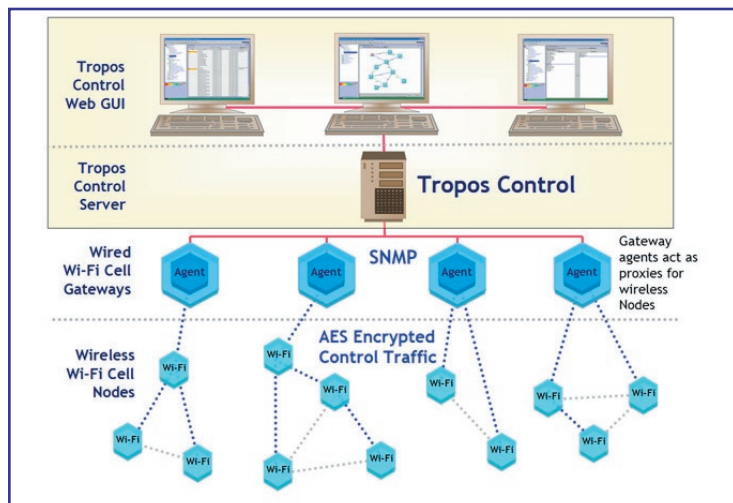 Tropos
Control
Web GUI
Tropos
Control
Server
Tropos Control
Wired
Wi-Fi Cell
Gateways
Agent
Agent
SNMP
Agent
Agent
Gateway
agents act as
proxies for
wireless
Nodes
AES Encrypted
Control Traffic
Wireless
Wi-Fi Cell
Nodes
Wi-Fi
Wi-Fi
Wi-Fi
Wi-Fi
Wi-Fi
Wi-Fi
Wi-Fi
Wi-Fi
Wi-Fi
Wi-Fi
Wi-Fi
Wi-Fi